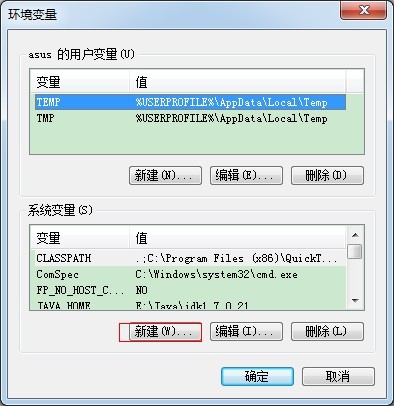 环境变量
asus 的用户变量(U)
变量 值
TEMP %USERPROFILE%\AppData\Local\Temp
TMP %USERPROFILE%\AppData\Local\Temp
新建(N)... 编辑(E)... 删除(D)
系统变量(S)
变量 值
CLASSPATH .;C:\Program Files (x86)\QuickT...
ComSpec C:\Windows\system32\cmd.exe
FP_NO_HOST_C... NO
JAVA_HOME E:\Java\jdk1.7.0_21
新建(W)... 编辑(I)... 删除(L)
确定 取消